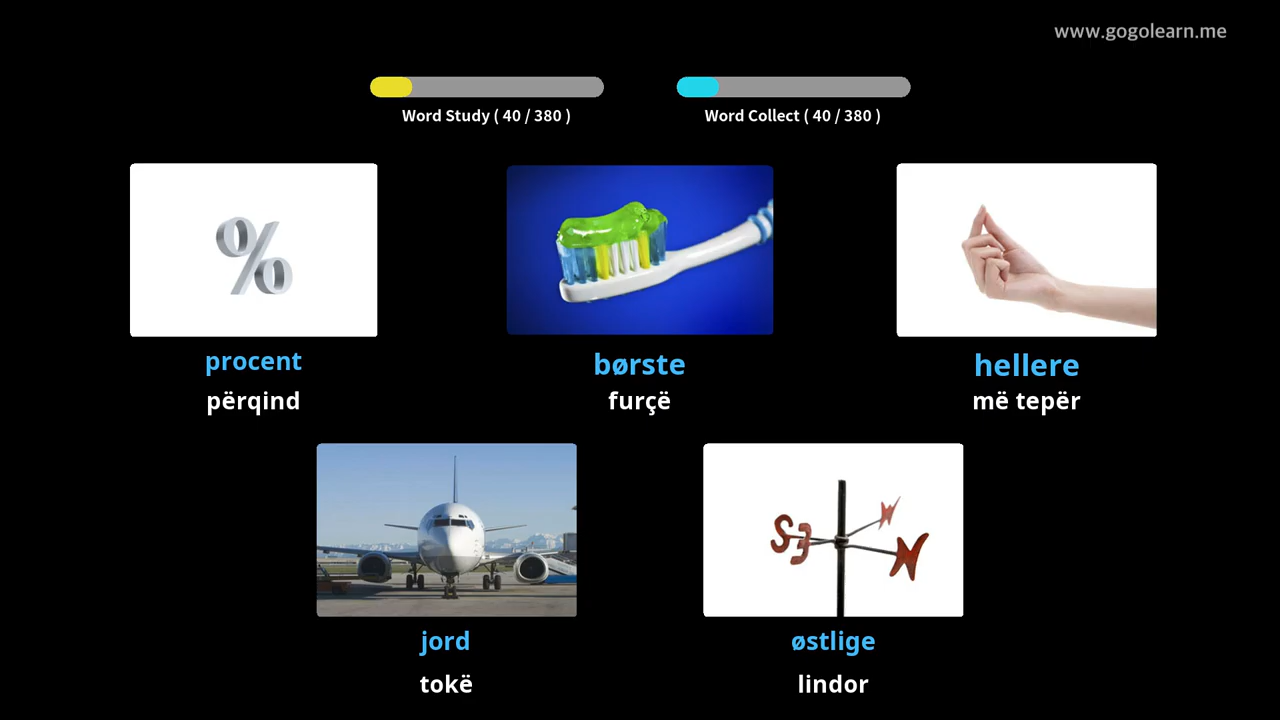 www.gogolearn.me
Word Study ( 40 / 380 )
Word Collect ( 40 / 380 )
%
procent
përqind
børste
furçë
hellere
më tepër
jord
tokë
S E N N
østlige
lindor